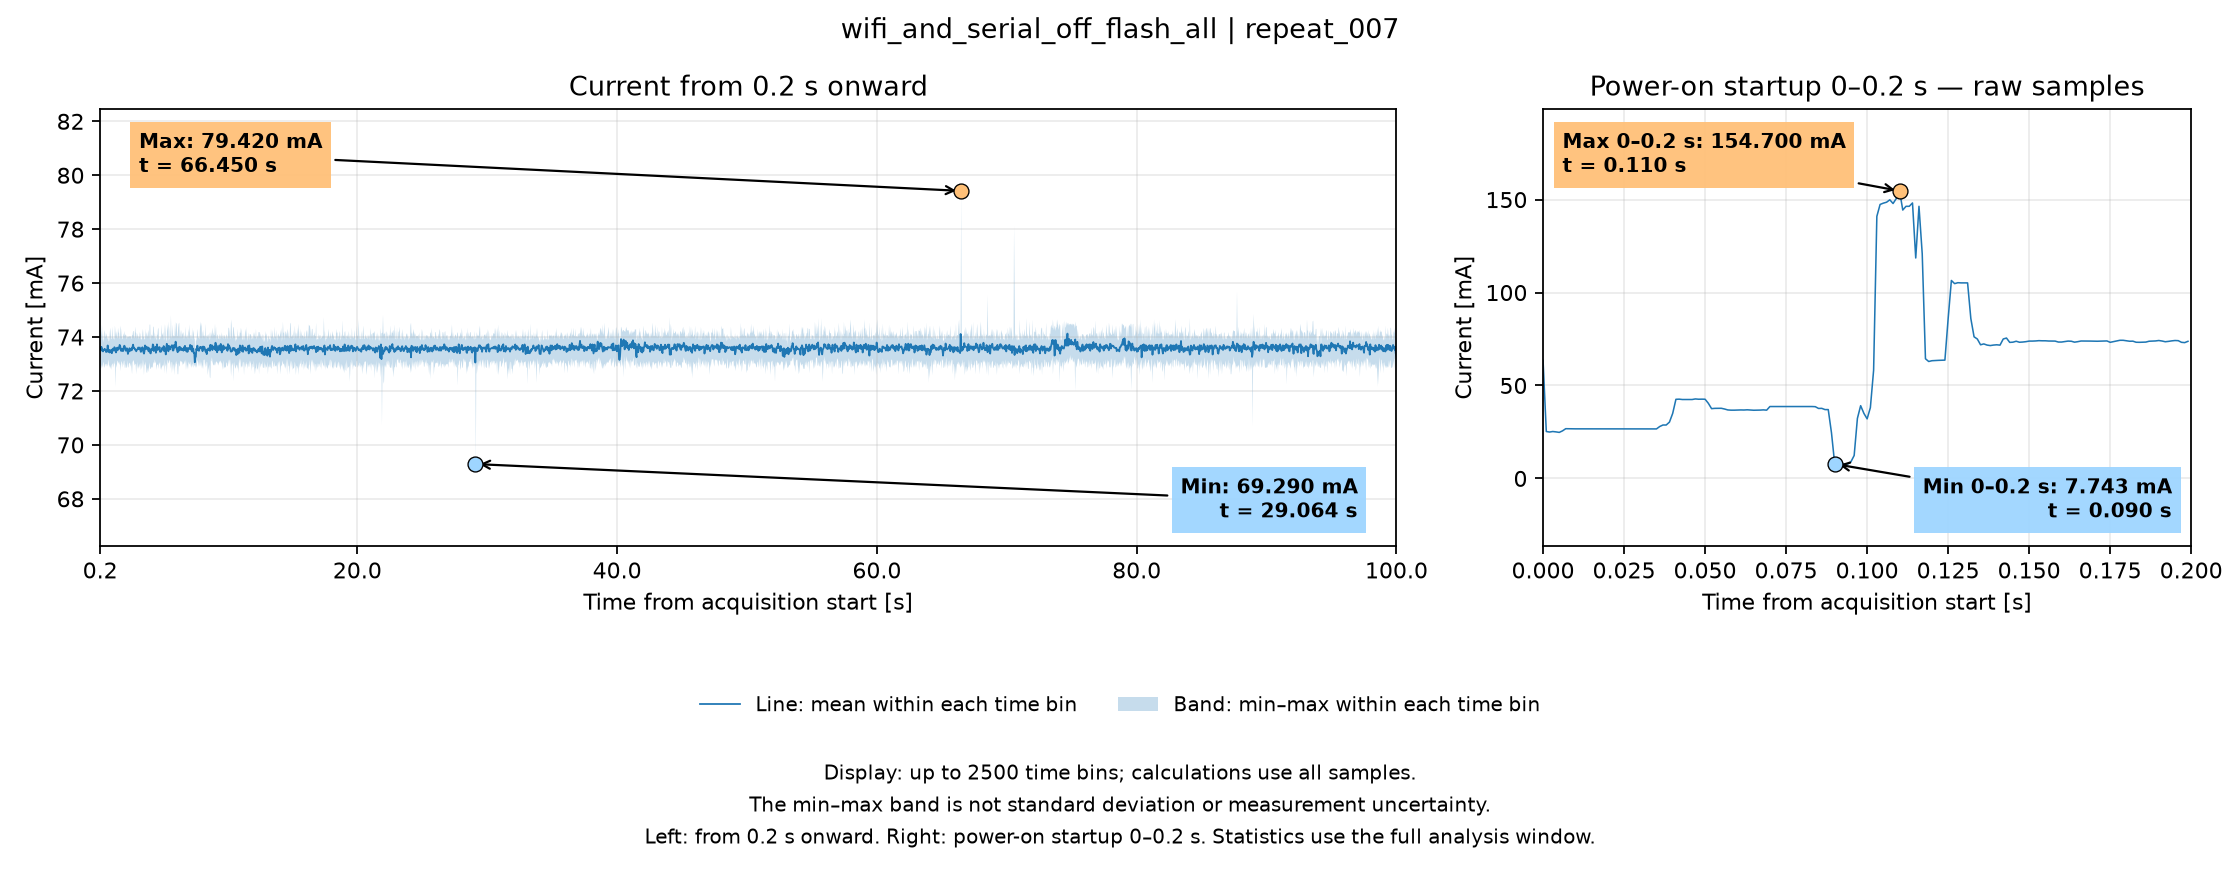 wifi_and_serial_off_flash_all | repeat_007
Current from 0.2 s onward
82
80
78
76
74
72
70
68
Current [mA]
Max: 79.420 mA
t = 66.450 s
Min: 69.290 mA
t = 29.064 s
0.2
20.0
40.0
60.0
80.0
100.0
Time from acquisition start [s]
Power-on startup 0–0.2 s — raw samples
150
100
50
0
Current [mA]
Max 0–0.2 s: 154.700 mA
t = 0.110 s
Min 0–0.2 s: 7.743 mA
t = 0.090 s
0.000
0.025
0.050
0.075
0.100
0.125
0.150
0.175
0.200
Time from acquisition start [s]
Line: mean within each time bin
Band: min–max within each time bin
Display: up to 2500 time bins; calculations use all samples.
The min–max band is not standard deviation or measurement uncertainty.
Left: from 0.2 s onward. Right: power-on startup 0–0.2 s. Statistics use the full analysis window.